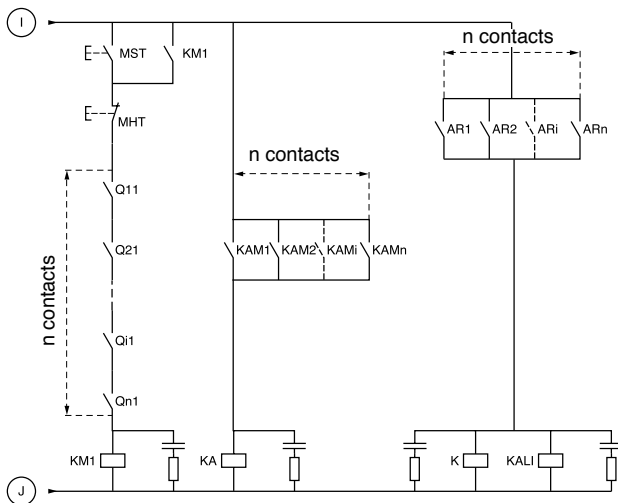 I
MST
KM1
MHT
n contacts
Q11
Q21
Qi1
Qn1
n contacts
KAM1
KAM2
KAMi
KAMn
n contacts
AR1
AR2
ARi
ARn
KM1
KA
K
KALI
J